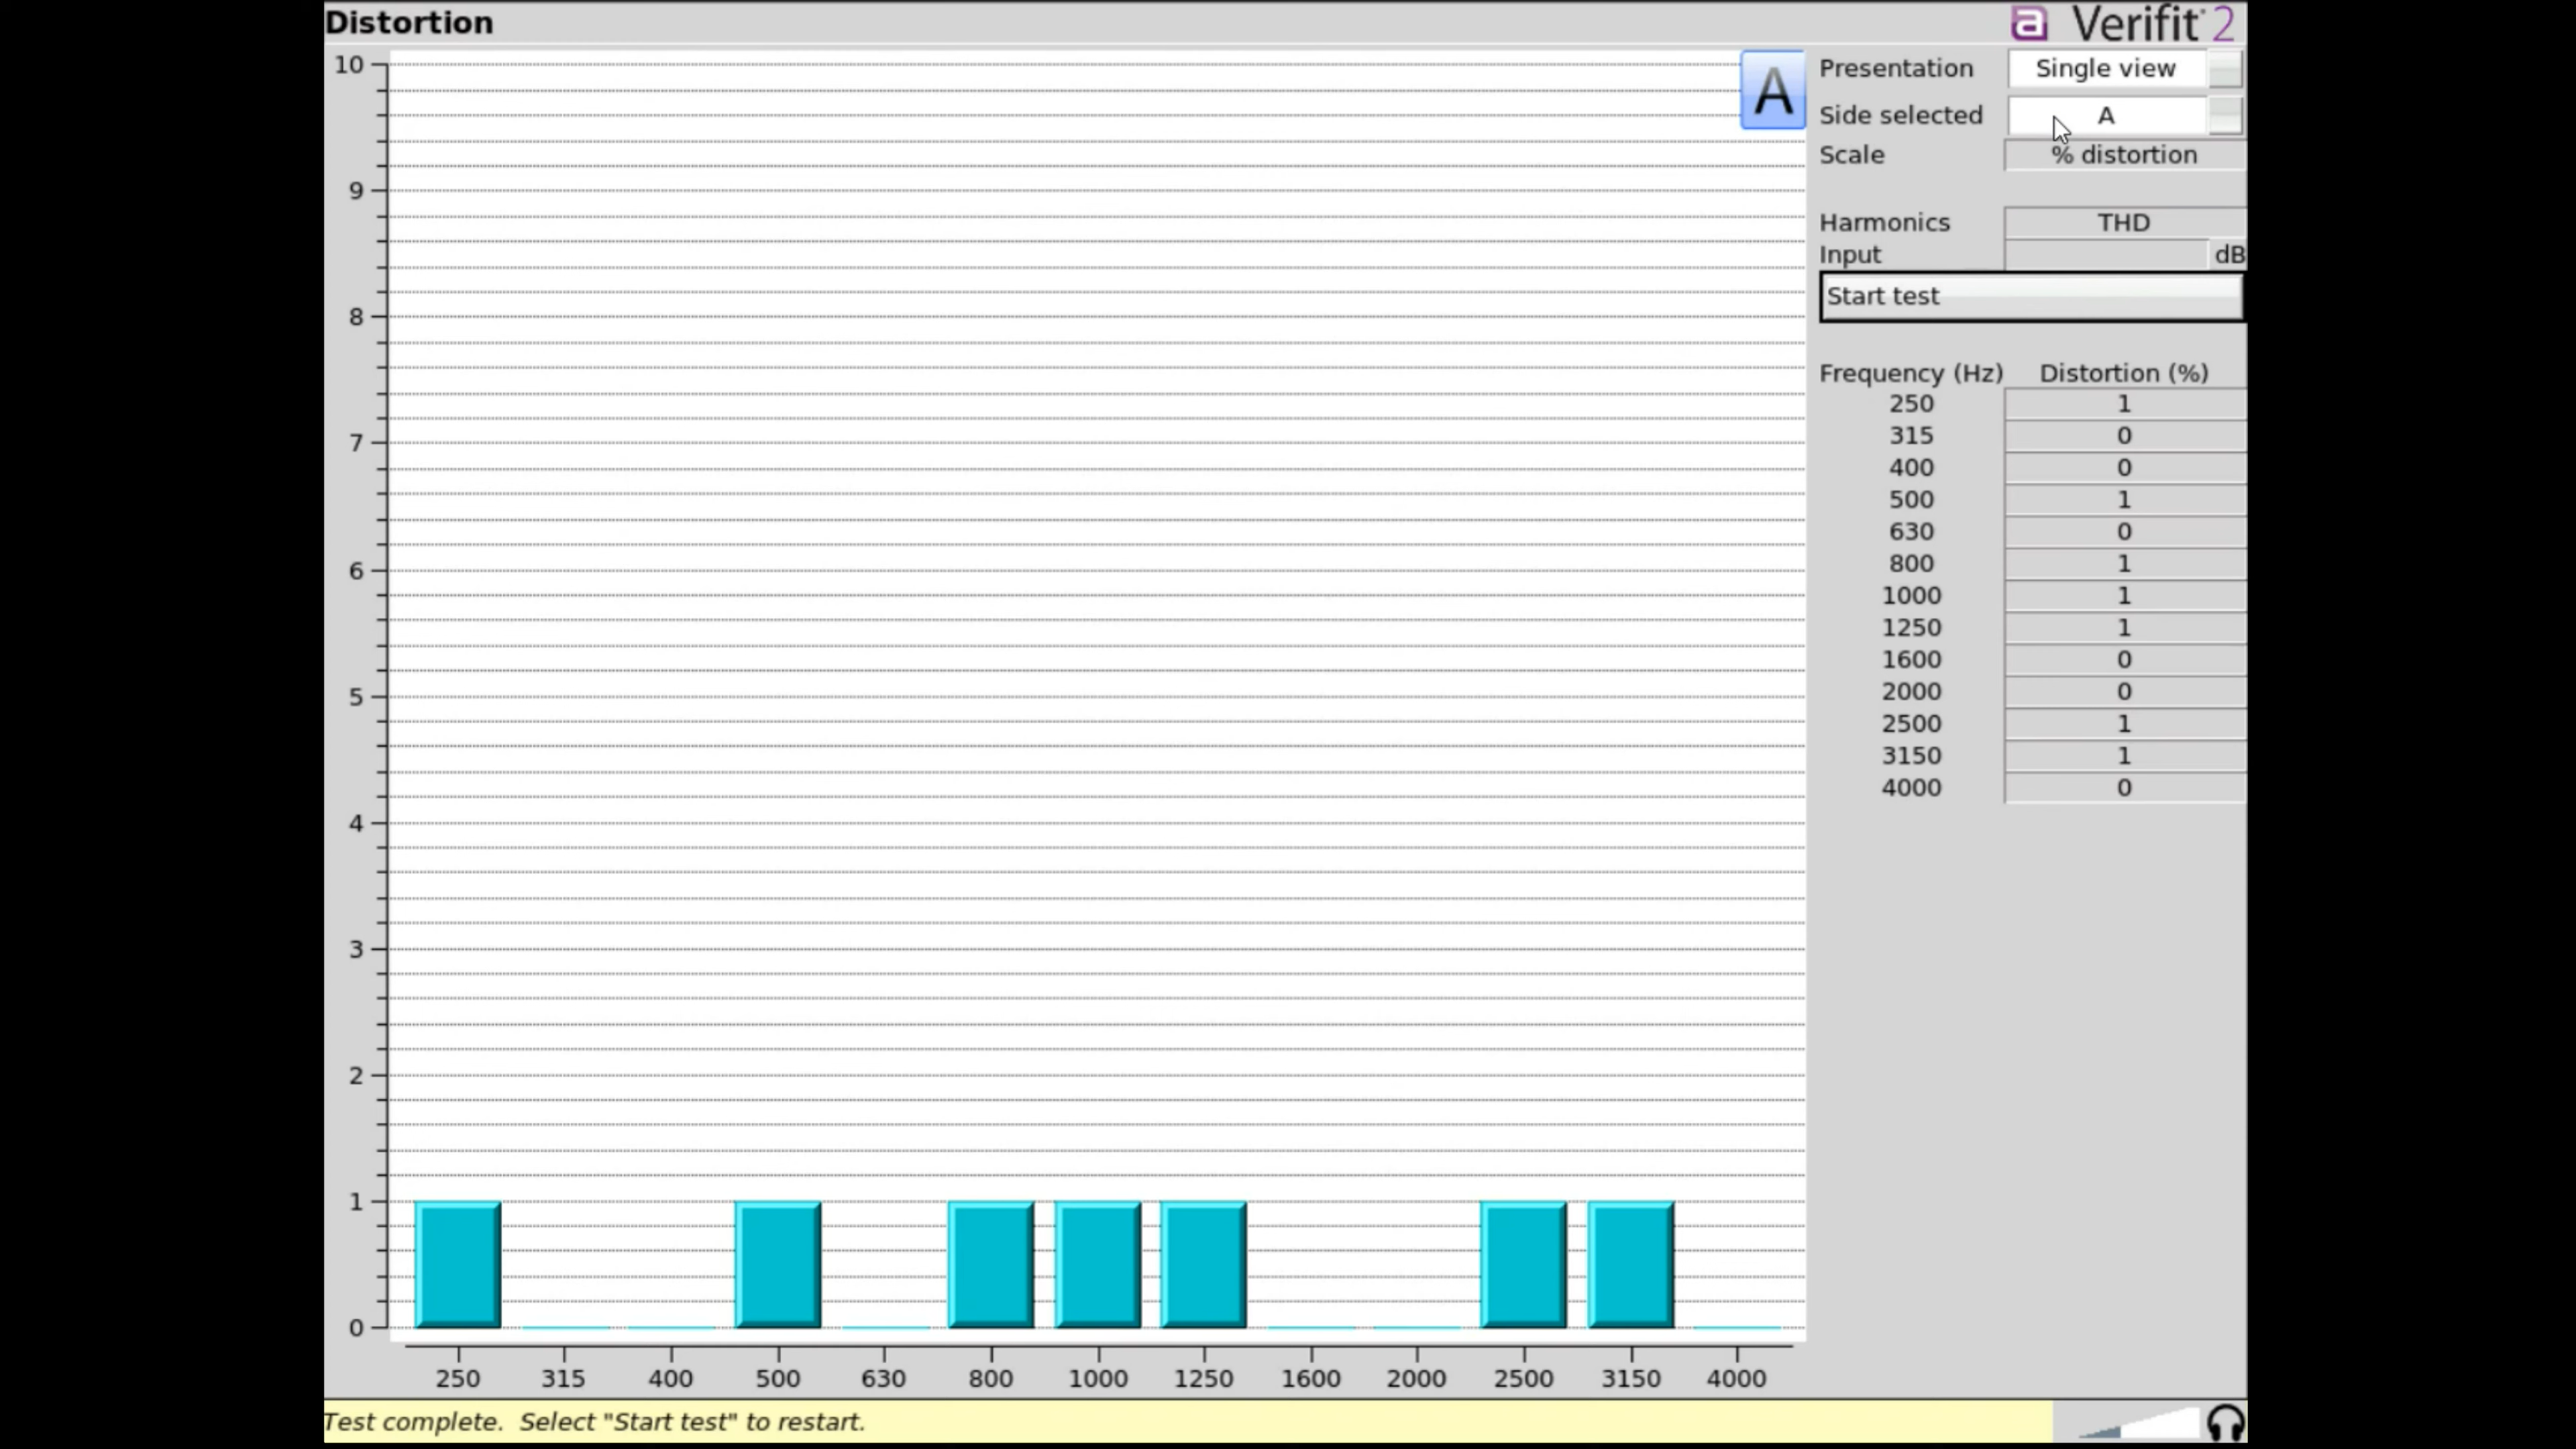 Distortion
a Verifit 2
A
Presentation Single view
Side selected A
Scale % distortion
Harmonics THD
Input dB
Start test
Frequency (Hz) Distortion (%)
250 1
315 0
400 0
500 1
630 0
800 1
1000 1
1250 1
1600 0
2000 0
2500 1
3150 1
4000 0
10
9
8
7
6
5
4
3
2
1
0
250 315 400 500 630 800 1000 1250 1600 2000 2500 3150 4000
Test complete. Select "Start test" to restart.